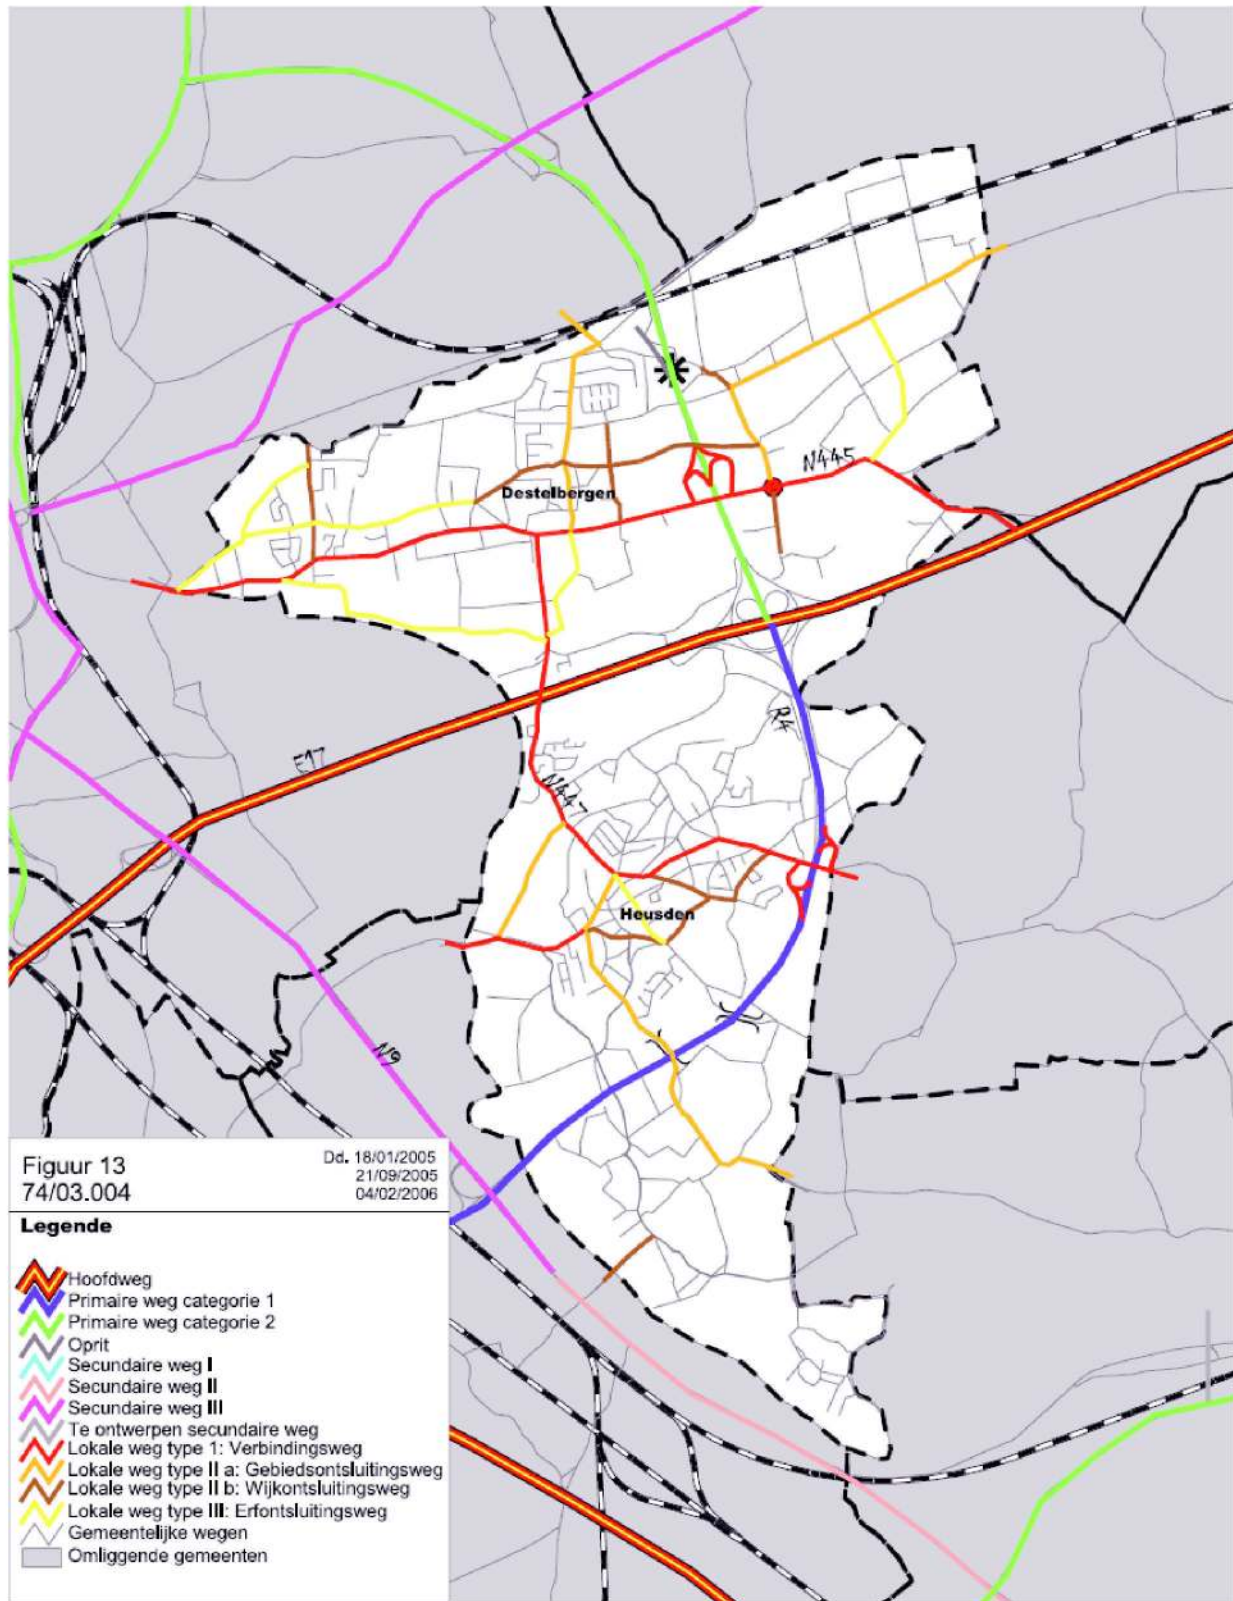 N445
Destelbergen
R4
E17
N447
Heusden
N9
Figuur 13
74/03.004
Dd. 18/01/2005
21/09/2005
04/02/2006
Legende
Hoofdweg
Primaire weg categorie 1
Primaire weg categorie 2
Oprit
Secundaire weg I
Secundaire weg II
Secundaire weg III
Te ontwerpen secundaire weg
Lokale weg type 1: Verbindingsweg
Lokale weg type II a: Gebiedsontsluitingsweg
Lokale weg type II b: Wijkontsluitingsweg
Lokale weg type III: Erfontsluitingsweg
Gemeentelijke wegen
Omliggende gemeenten